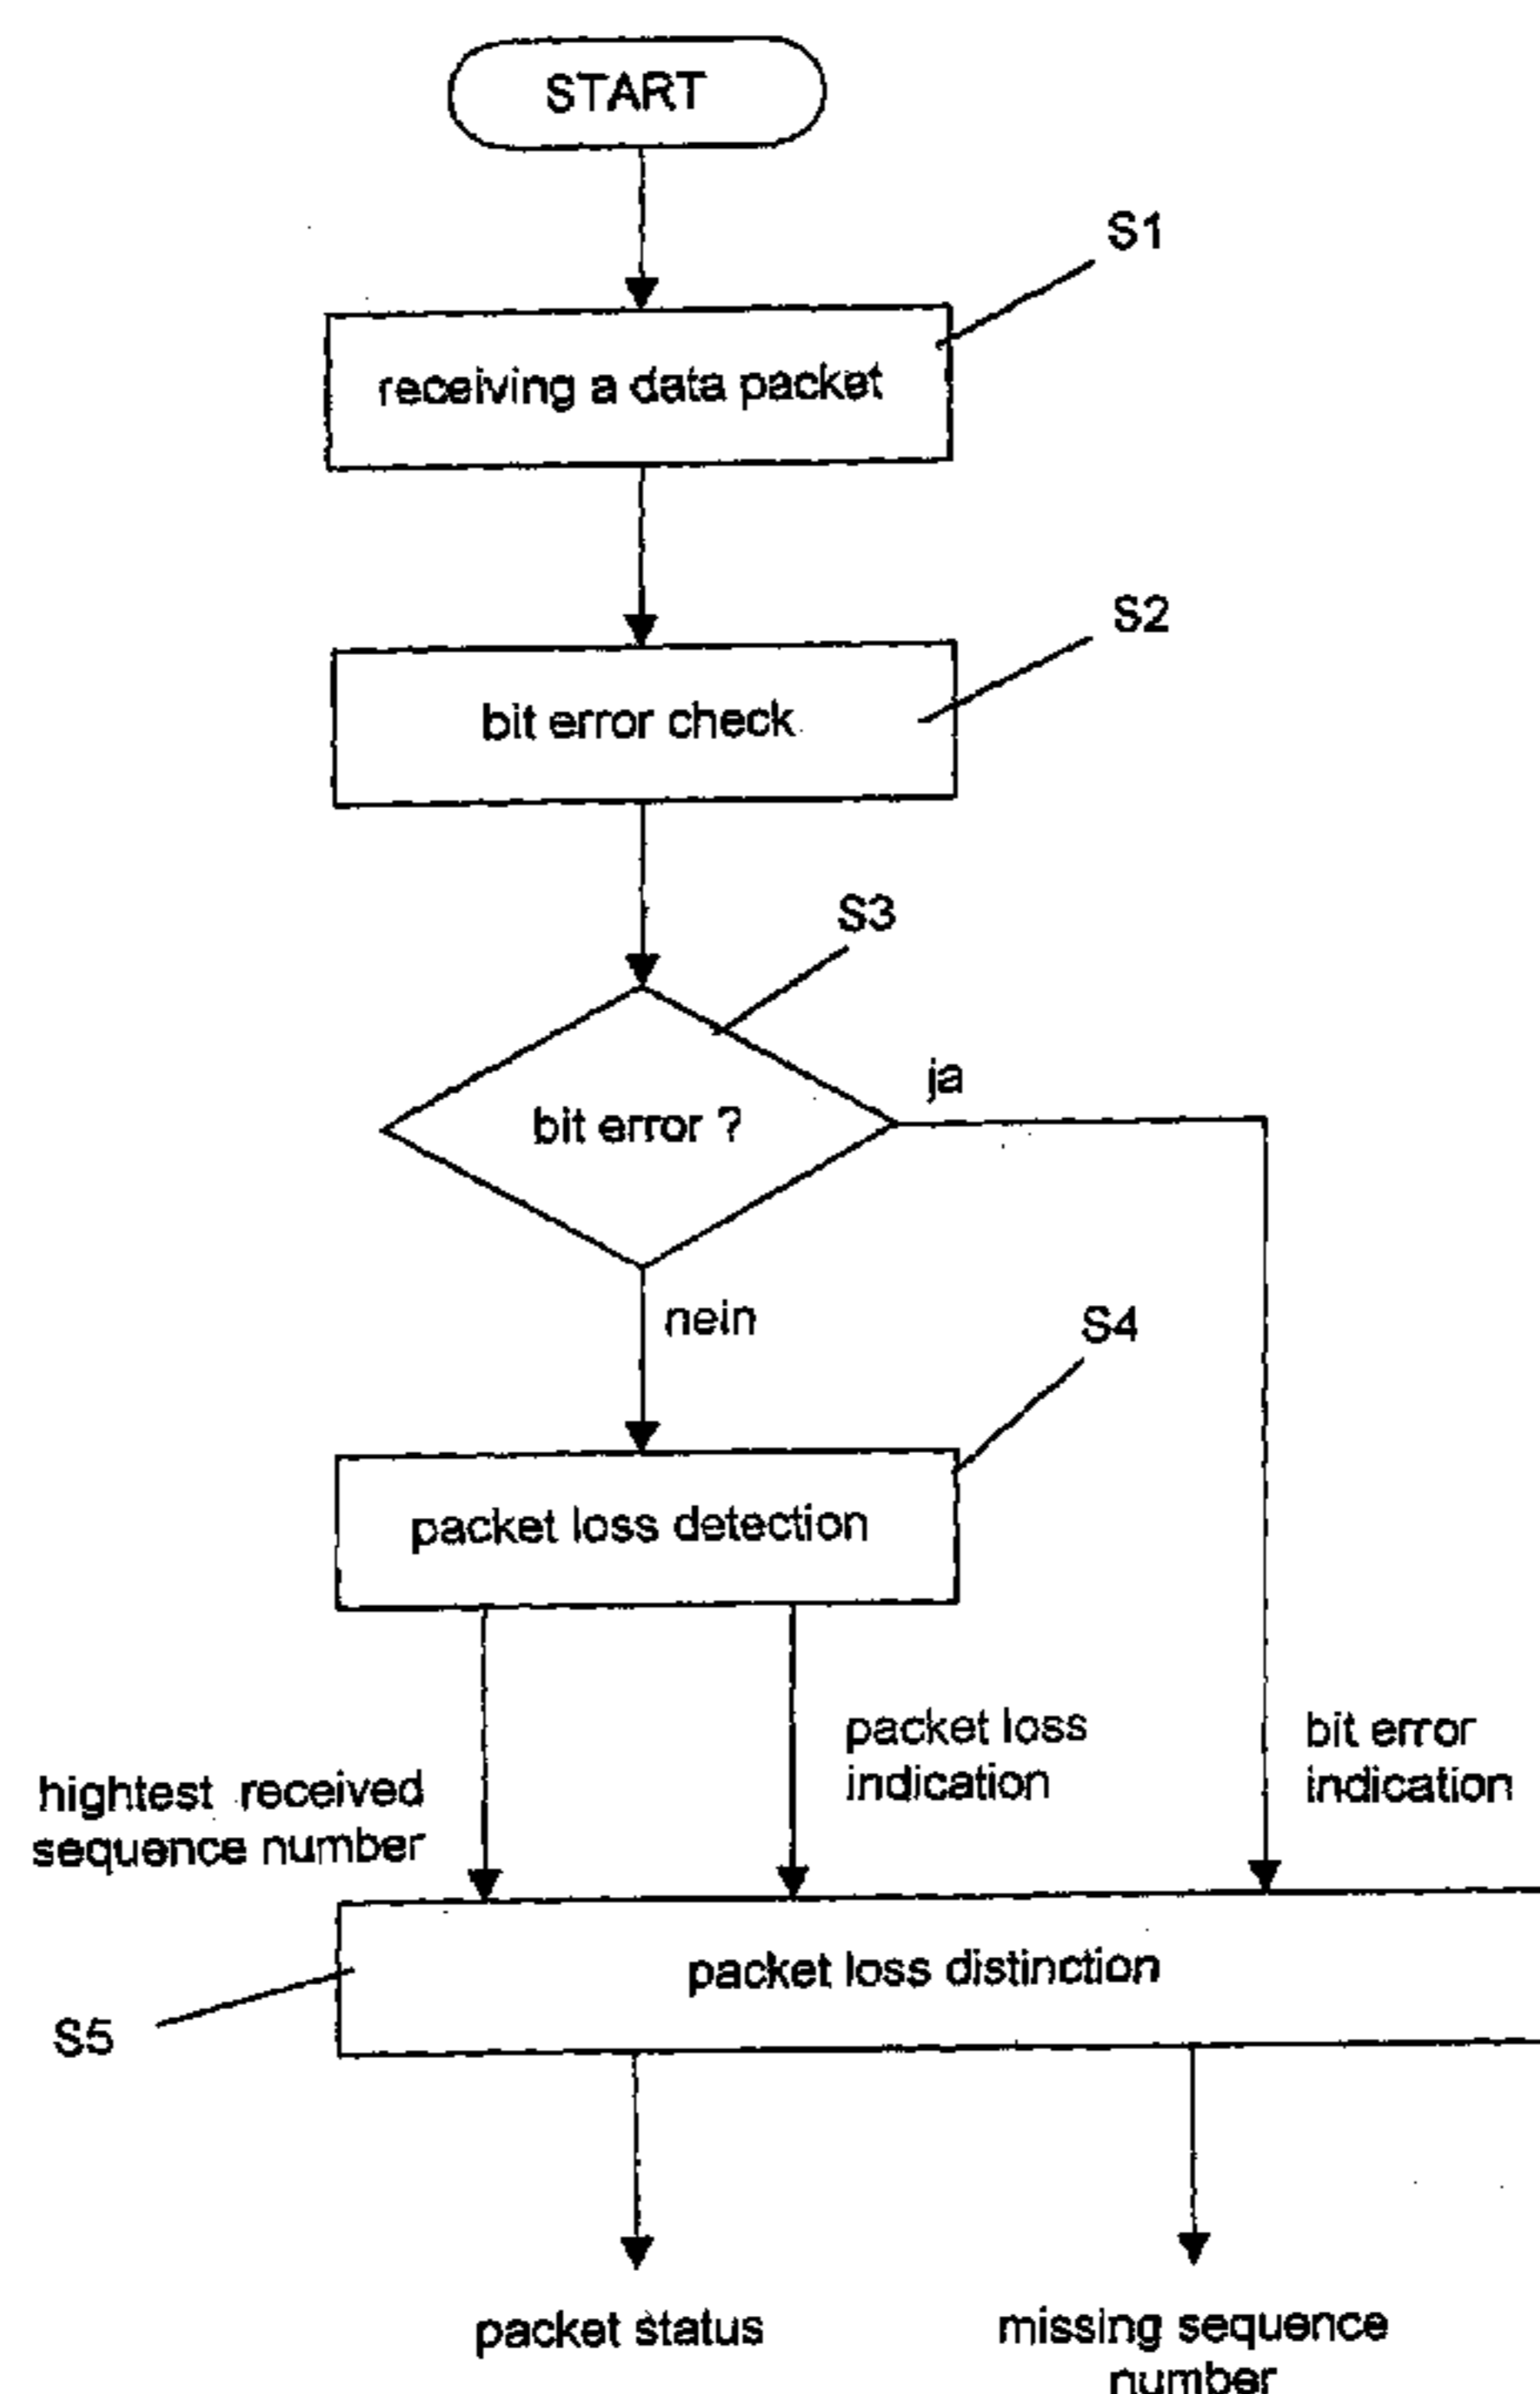 START
S1
receiving a data packet
S2
bit error check
S3
ja
bit error ?
nein
S4
packet loss detection
packet loss
indication
bit error
indication
hightest received
sequence number
packet loss distinction
S5
packet status
missing sequence
number